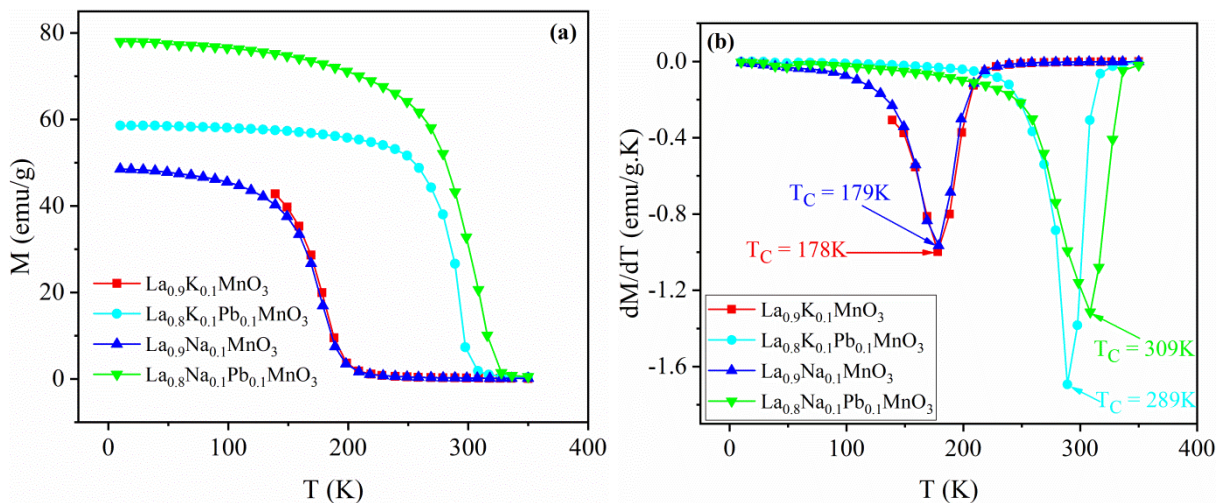 (a)
M (emu/g)
80
60
40
20
0
La0.9K0.1MnO3
La0.8K0.1Pb0.1MnO3
La0.9Na0.1MnO3
La0.8Na0.1Pb0.1MnO3
0 100 200 300 400
T (K)
(b)
dM/dT (emu/g.K)
0.0
-0.4
-0.8
-1.2
-1.6
TC = 179K
TC = 178K
La0.9K0.1MnO3
La0.8K0.1Pb0.1MnO3
La0.9Na0.1MnO3
La0.8Na0.1Pb0.1MnO3
TC = 309K
TC = 289K
0 100 200 300 400
T (K)